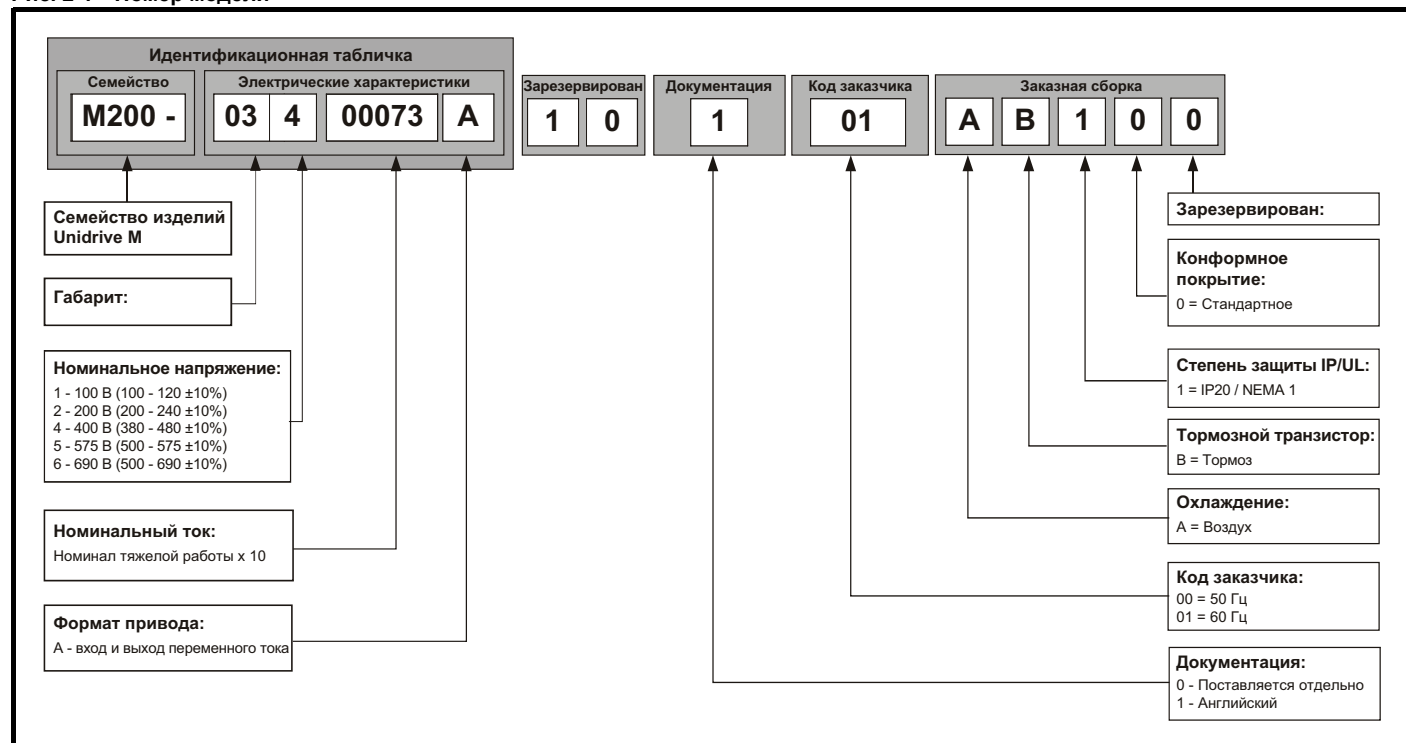 Идентификационная табличка
Семейство
Электрические характеристики
Зарезервирован
Документация
Код заказчика
Заказная сборка
M200 -
03 4 00073 A
1 0
1
01
A B 1 0 0
Семейство изделий
Unidrive M
Габарит:
Номинальное напряжение:
1 - 100 В (100 - 120 ±10%)
2 - 200 В (200 - 240 ±10%)
4 - 400 В (380 - 480 ±10%)
5 - 575 В (500 - 575 ±10%)
6 - 690 В (500 - 690 ±10%)
Номинальный ток:
Номинал тяжелой работы x 10
Формат привода:
А - вход и выход переменного тока
Зарезервирован:
Конформное
покрытие:
0 = Стандартное
Степень защиты IP/UL:
1 = IP20 / NEMA 1
Тормозной транзистор:
B = Тормоз
Охлаждение:
А = Воздух
Код заказчика:
00 = 50 Гц
01 = 60 Гц
Документация:
0 - Поставляется отдельно
1 - Английский